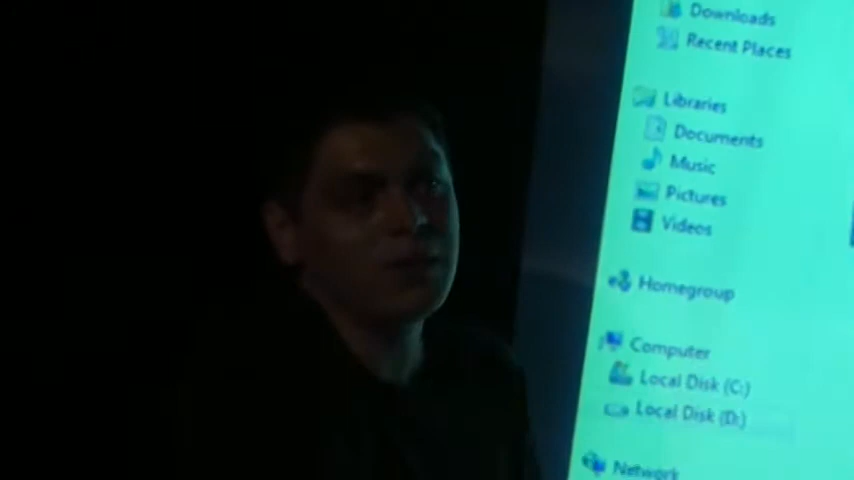 Downloads
Recent Places
Libraries
Documents
Music
Pictures
Videos
Homegroup
Computer
Local Disk (C:)
Local Disk (D:)
Network